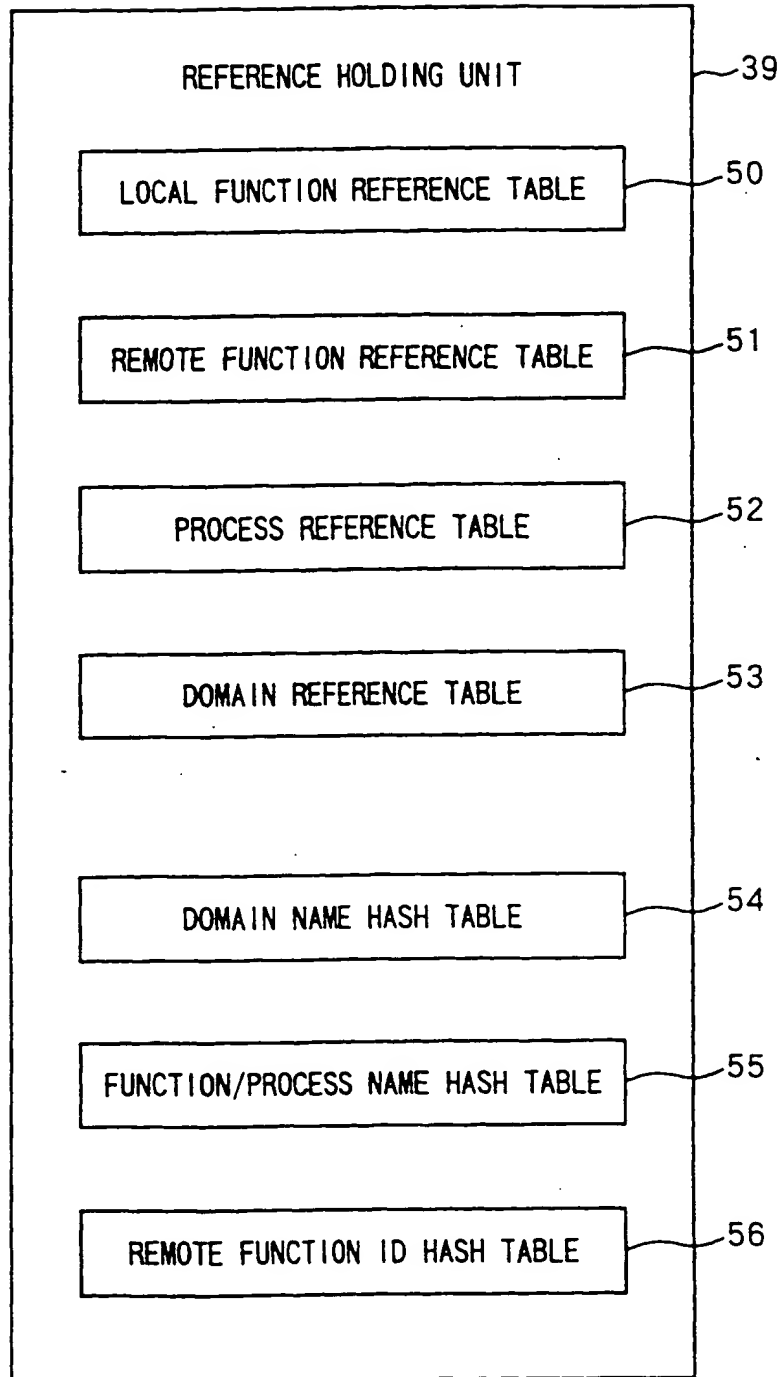 REFERENCE HOLDING UNIT
39
LOCAL FUNCTION REFERENCE TABLE
50
REMOTE FUNCTION REFERENCE TABLE
51
PROCESS REFERENCE TABLE
52
DOMAIN REFERENCE TABLE
53
DOMAIN NAME HASH TABLE
54
FUNCTION/PROCESS NAME HASH TABLE
55
REMOTE FUNCTION ID HASH TABLE
56